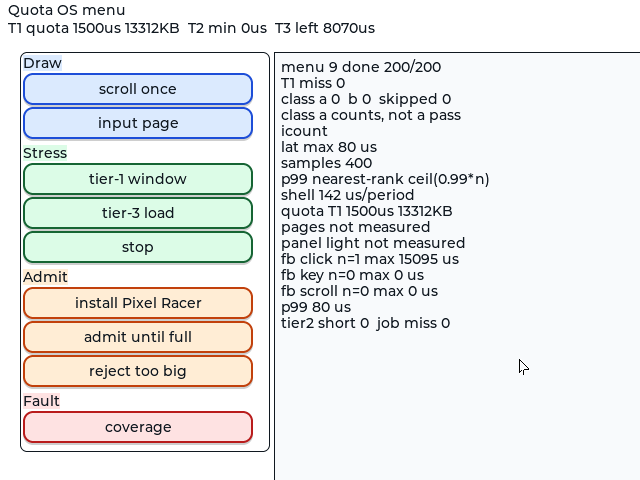 Quota OS menu
T1 quota 1500us 13312KB  T2 min 0us  T3 left 8070us
Draw
scroll once
input page
Stress
tier-1 window
tier-3 load
stop
Admit
install Pixel Racer
admit until full
reject too big
Fault
coverage
menu 9 done 200/200
T1 miss 0
class a 0  b 0  skipped 0
class a counts, not a pass
icount
lat max 80 us
samples 400
p99 nearest-rank ceil(0.99*n)
shell 142 us/period
quota T1 1500us 13312KB
pages not measured
panel light not measured
fb click n=1 max 15095 us
fb key n=0 max 0 us
fb scroll n=0 max 0 us
p99 80 us
tier2 short 0  job miss 0